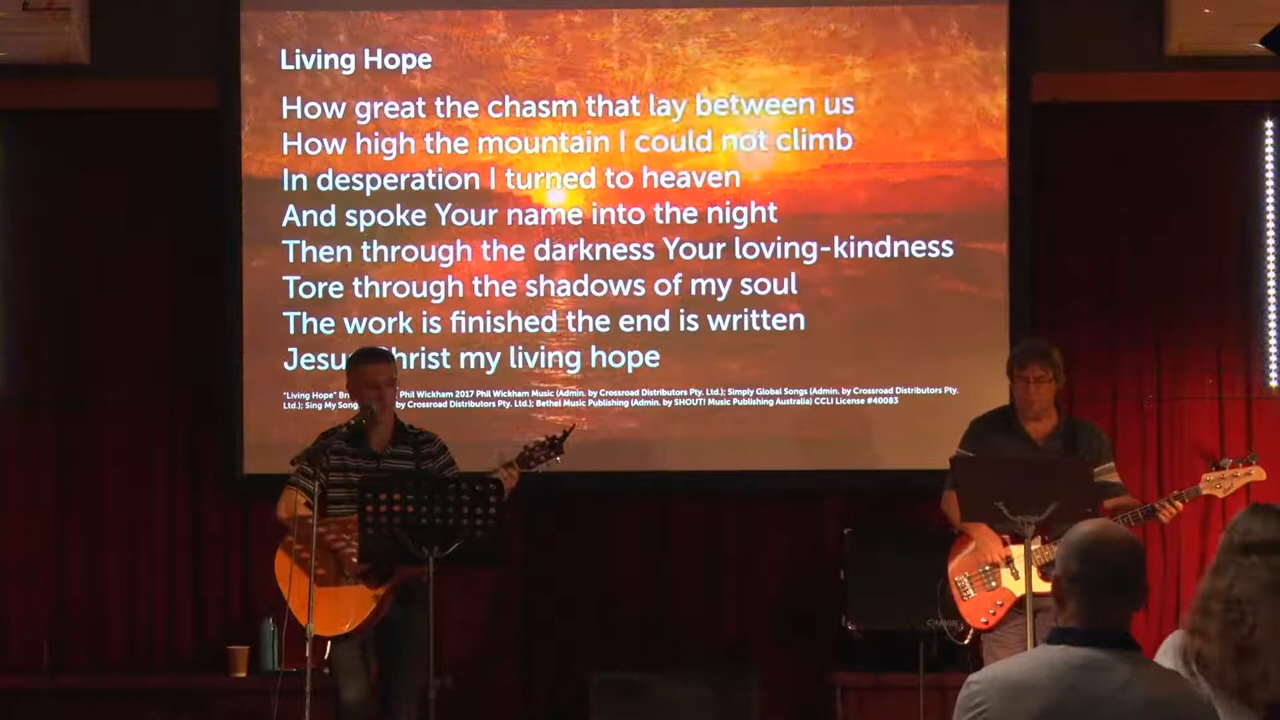 Living Hope
How great the chasm that lay between us
How high the mountain I could not climb
In desperation I turned to heaven
And spoke Your name into the night
Then through the darkness Your loving-kindness
Tore through the shadows of my soul
The work is finished the end is written
Jesu Christ my living hope
"Living Hope" Br Phil Wickham 2017 Phil Wickham Music (Admin. by Crossroad Distributors Pty. Ltd.); Simply Global Songs (Admin. by Crossroad Distributors Pty.
Ltd.); Sing My Song by Crossroad Distributors Pty. Ltd.); Bethel Music Publishing (Admin. by SHOUT! Music Publishing Australia) CCLI License #40083